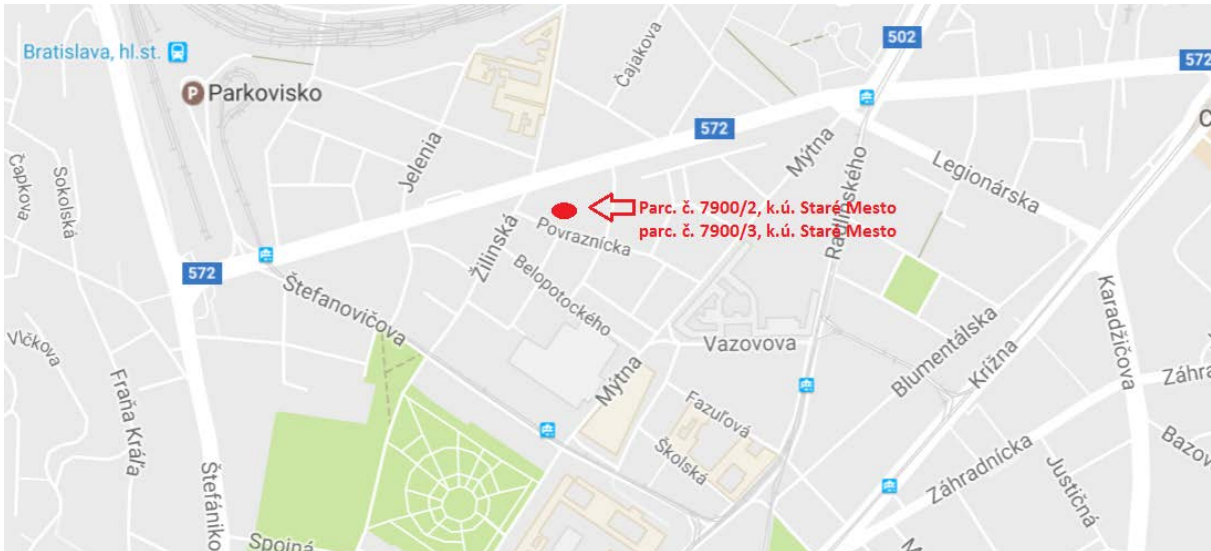 502
572
Bratislava, hl.st.
Parkovisko
Čajakova
572
Jelenia
Mýtna
Legionárska
Čapkova
Sokolská
Radlinského
Parc. č. 7900/2, k.ú. Staré Mesto
parc. č. 7900/3, k.ú. Staré Mesto
Žilinská
Povraznícka
572
Belopotockého
Štefanovičova
Karadžičova
Vlčkova
Vazovova
Blumentálska
Krížna
Mýtna
Fraňa Kráľa
Záhra
Fazuľová
Školská
Bazov
Justičná
Záhradnícka
Štefániko
Spojná